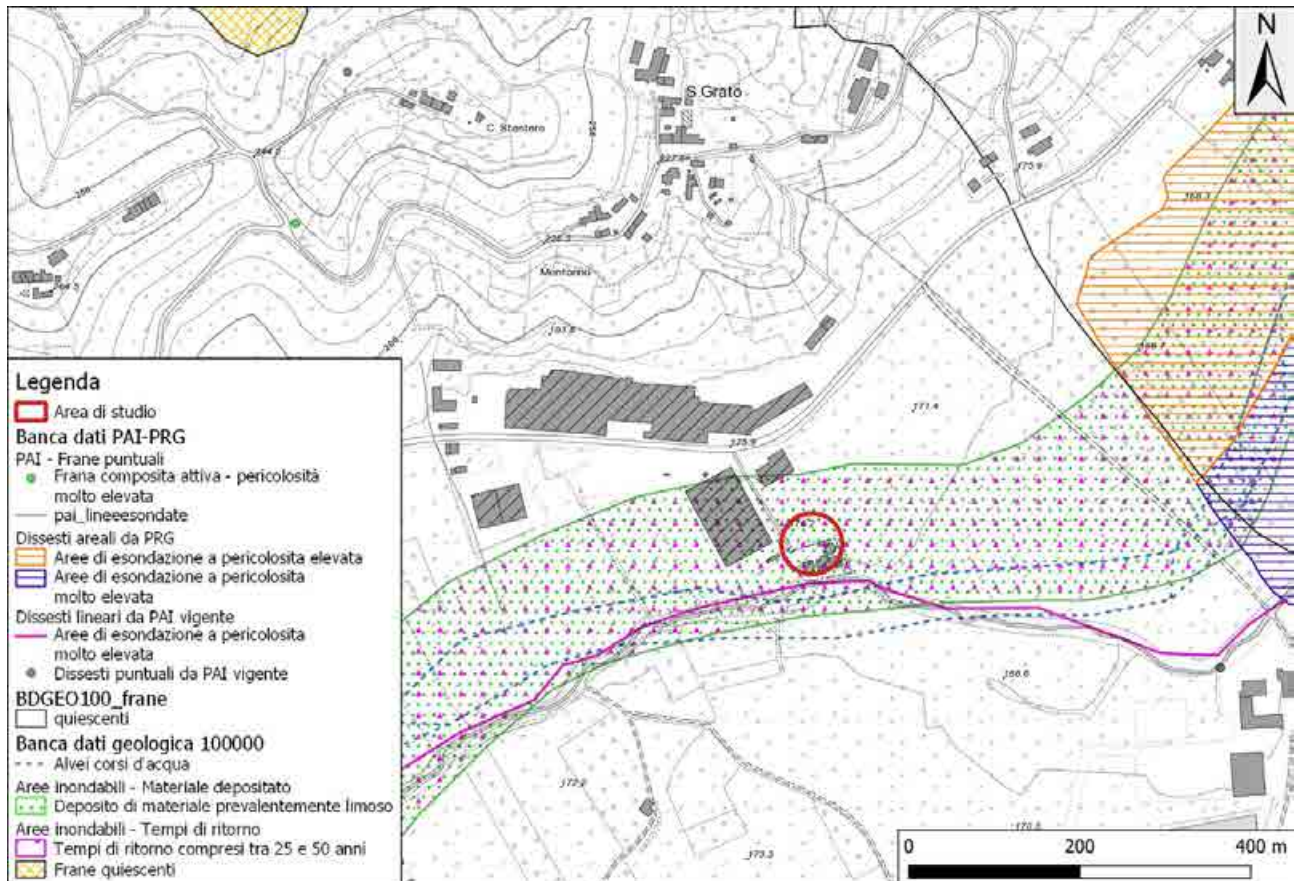 N
S.Grato
C. Stentero
Montorino
200
Legenda
Area di studio
Banca dati PAI-PRG
PAI - Frane puntuali
Frana composita attiva - pericolosità
molto elevata
pai_lineeesondate
Dissesti areali da PRG
Aree di esondazione a pericolosita elevata
Aree di esondazione a pericolosita
molto elevata
Dissesti lineari da PAI vigente
Aree di esondazione a pericolosita
molto elevata
Dissesti puntuali da PAI vigente
BDGEO100_frane
quiescenti
Banca dati geologica 100000
Alvei corsi d'acqua
Aree inondabili - Materiale depositato
Deposito di materiale prevalentemente limoso
Aree inondabili - Tempi di ritorno
Tempi di ritorno compresi tra 25 e 50 anni
Frane quiescenti
0 200 400 m